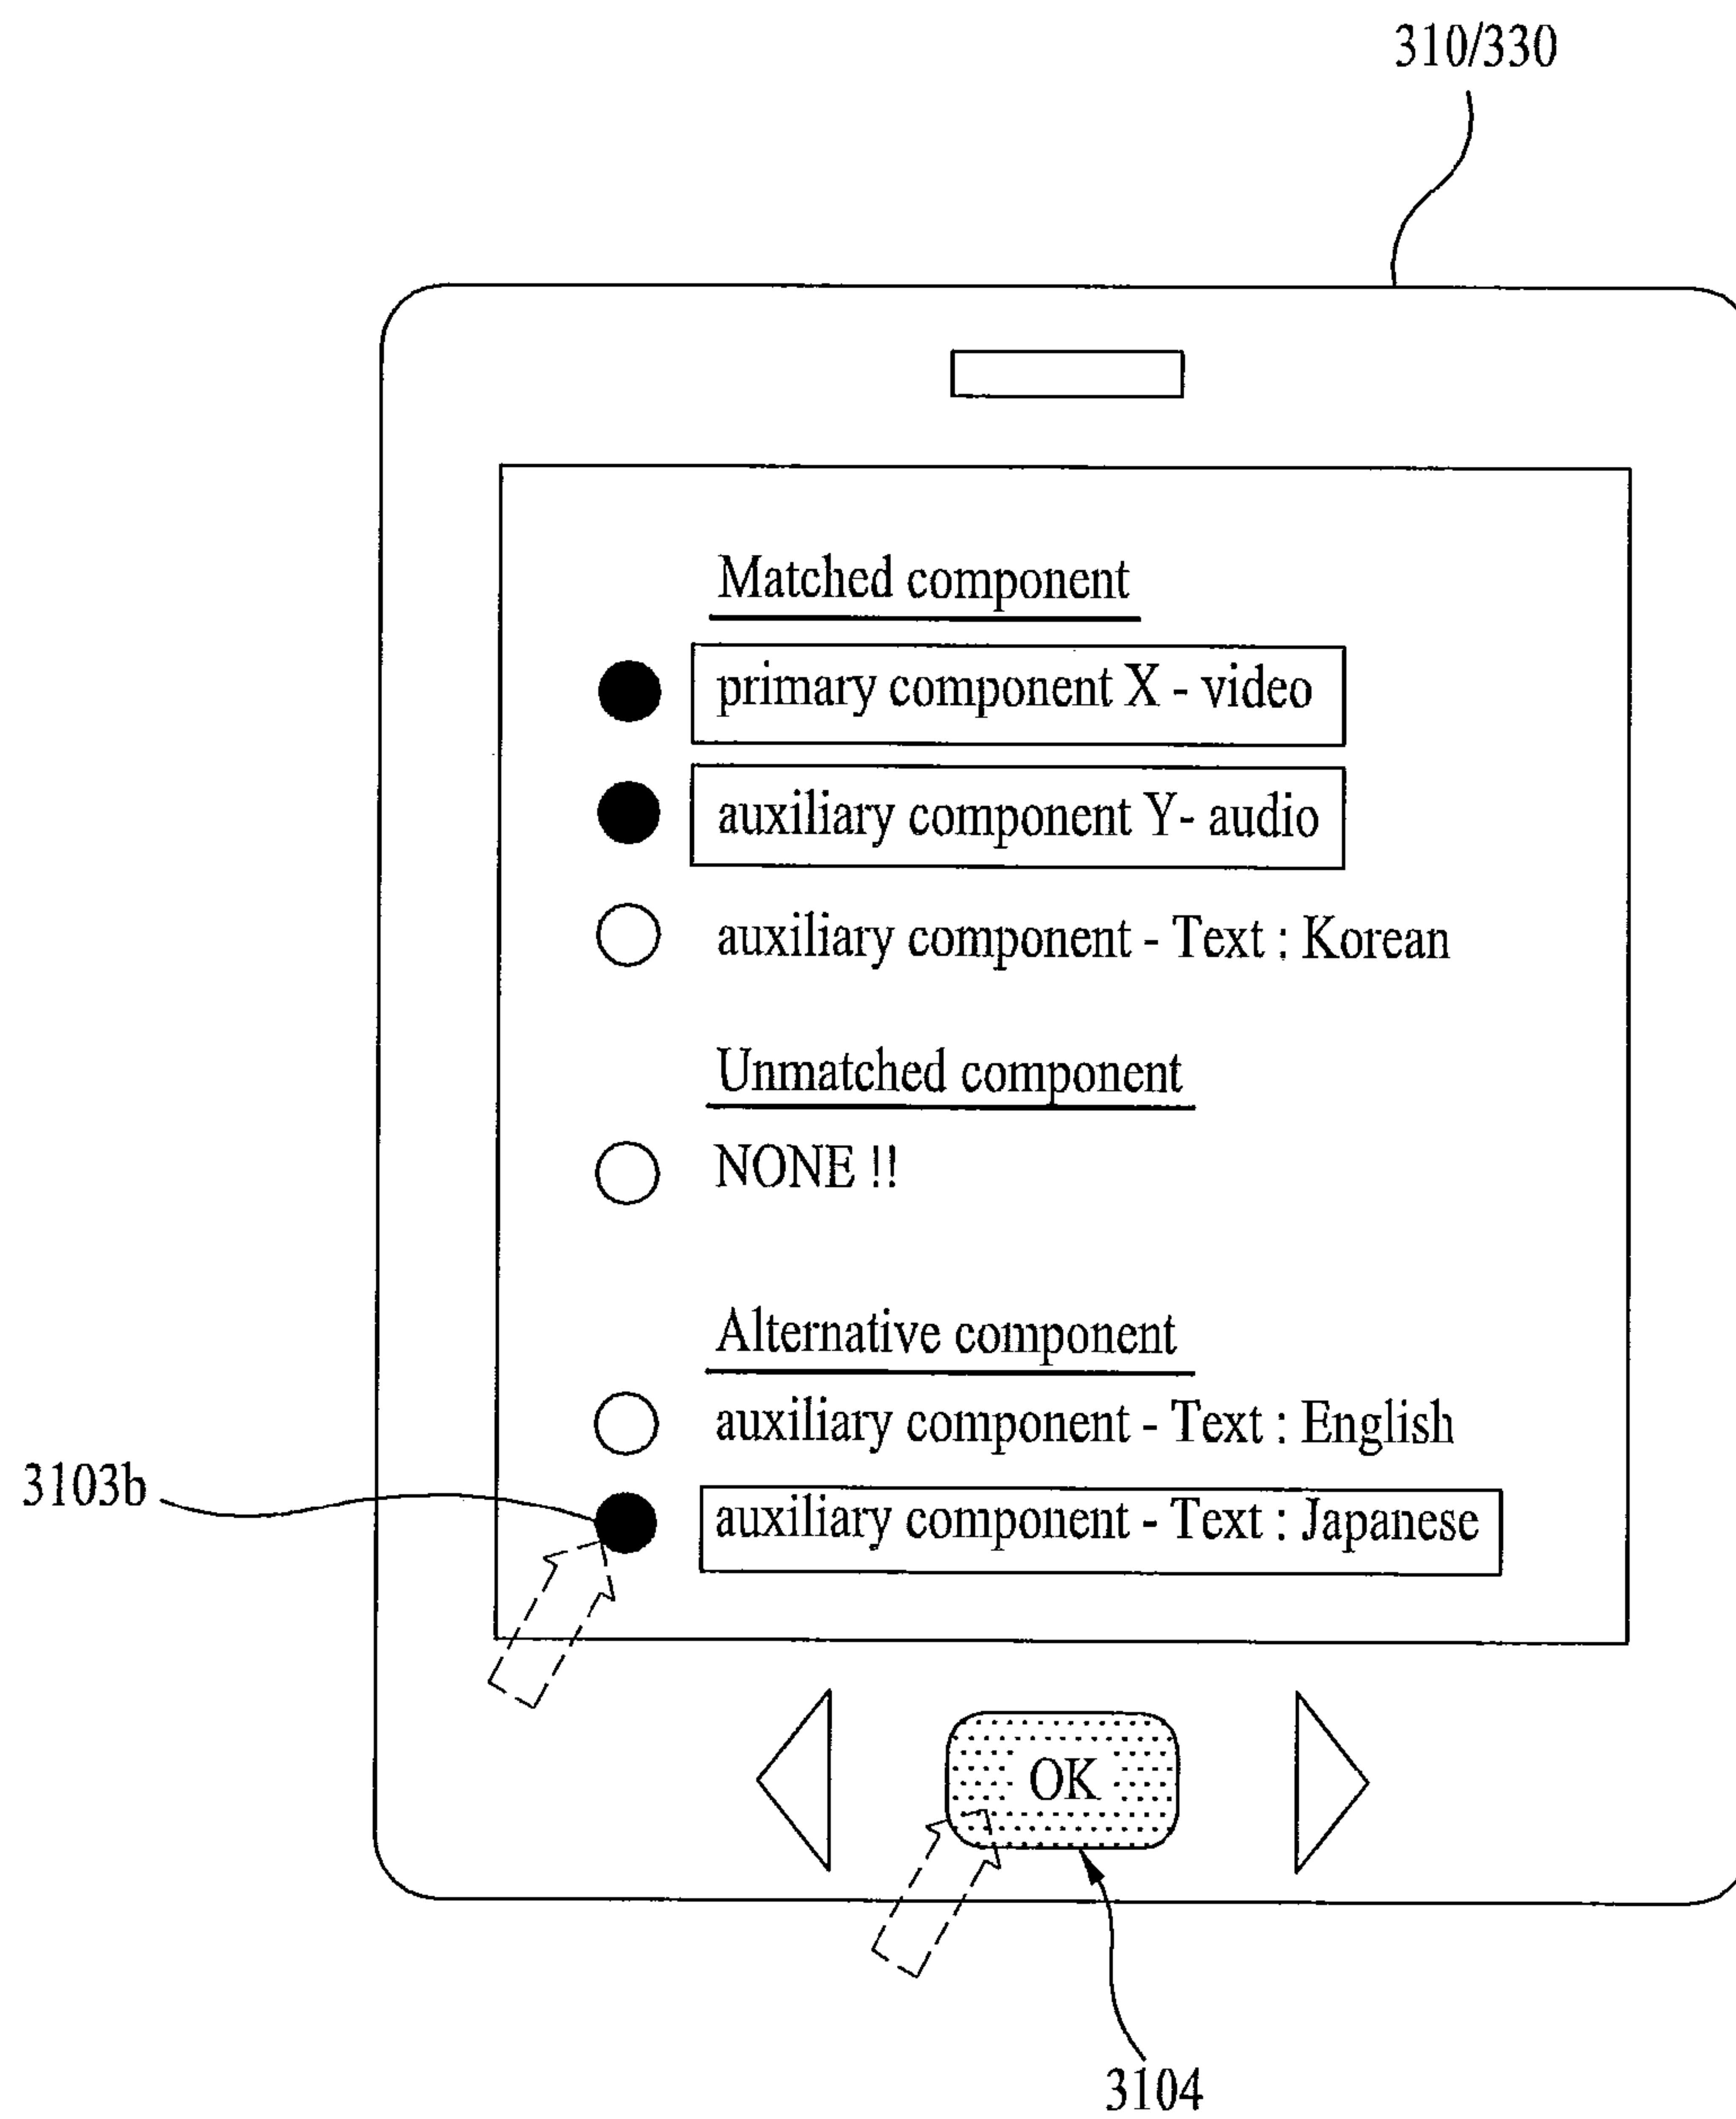 310/330
Matched component
primary component X - video
auxiliary component Y- audio
auxiliary component - Text : Korean
Unmatched component
NONE !!
Alternative component
auxiliary component - Text : English
3103b
auxiliary component - Text : Japanese
OK
3104